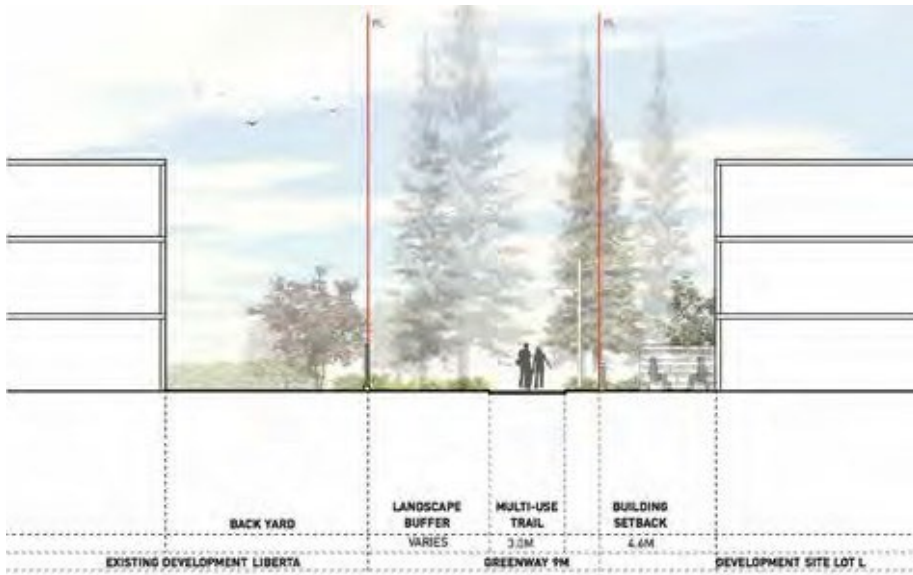 PL
PL
BACK YARD
LANDSCAPE
BUFFER
VARIES
MULTI-USE
TRAIL
3.0M
BUILDING
SETBACK
4.6M
EXISTING DEVELOPMENT LIBERTA
GREENWAY 9M
DEVELOPMENT SITE LOT L